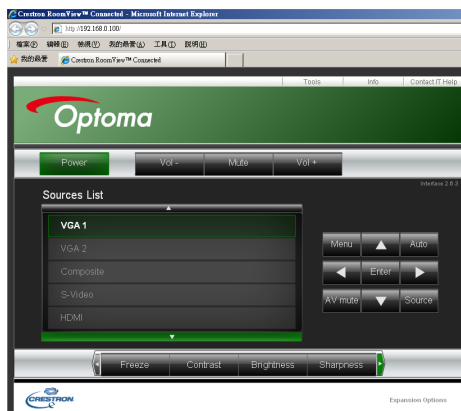 Crestron RoomView™ Connected - Microsoft Internet Explorer
http://192.168.0.100/
檔案(F) 編輯(E) 檢視(V) 我的最愛(A) 工具(T) 說明(H)
我的最愛 Crestron RoomView™ Connected
Tools Info Contact IT Help
Optoma
Power Vol - Mute Vol +
Interface 2.6.3
Sources List
VGA 1
VGA 2
Composite
S-Video
HDMI
Menu Auto
Enter
AV mute Source
Freeze Contrast Brightness Sharpness
CRESTRON
Expansion Options